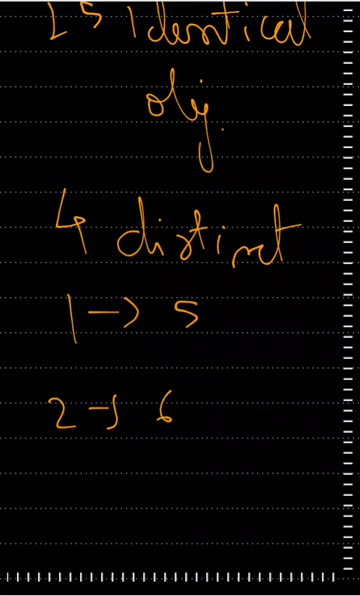 25 Identical
obj.
4 distinct
1 → 5
2 → 6